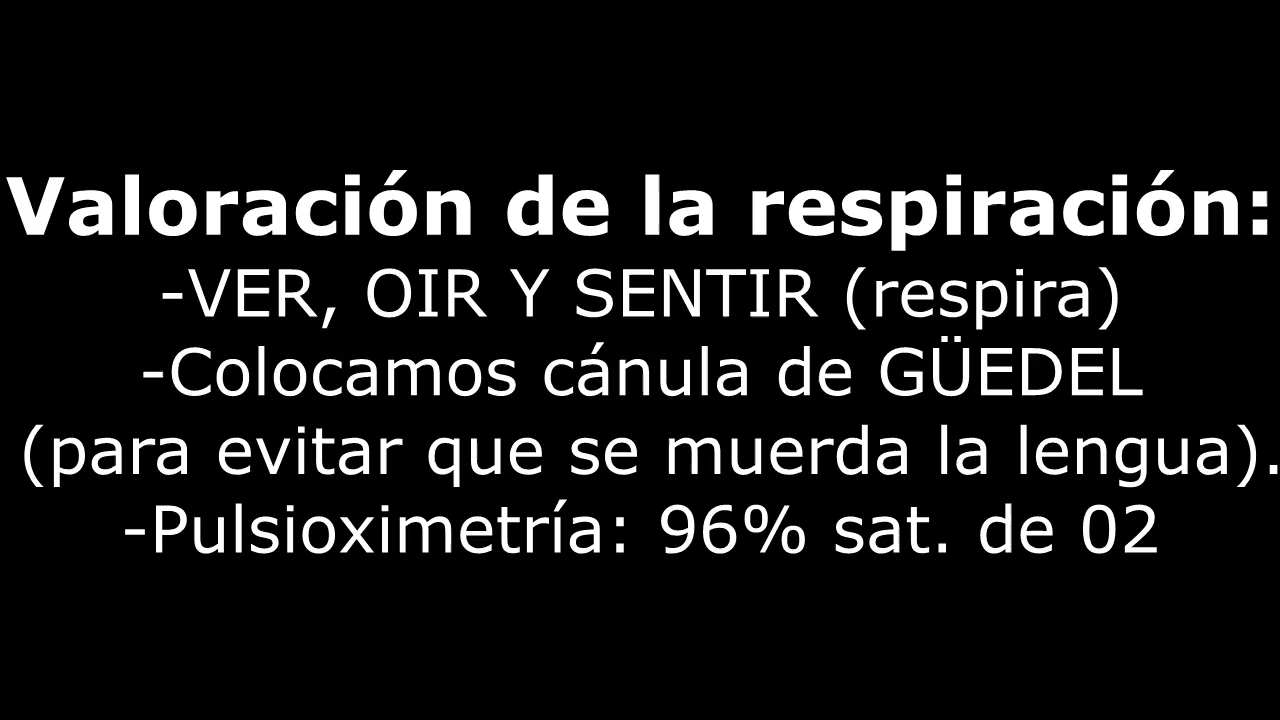 Valoración de la respiración:
-VER, OIR Y SENTIR (respira)
-Colocamos cánula de GÜEDEL
(para evitar que se muerda la lengua).
-Pulsioximetría: 96% sat. de 02